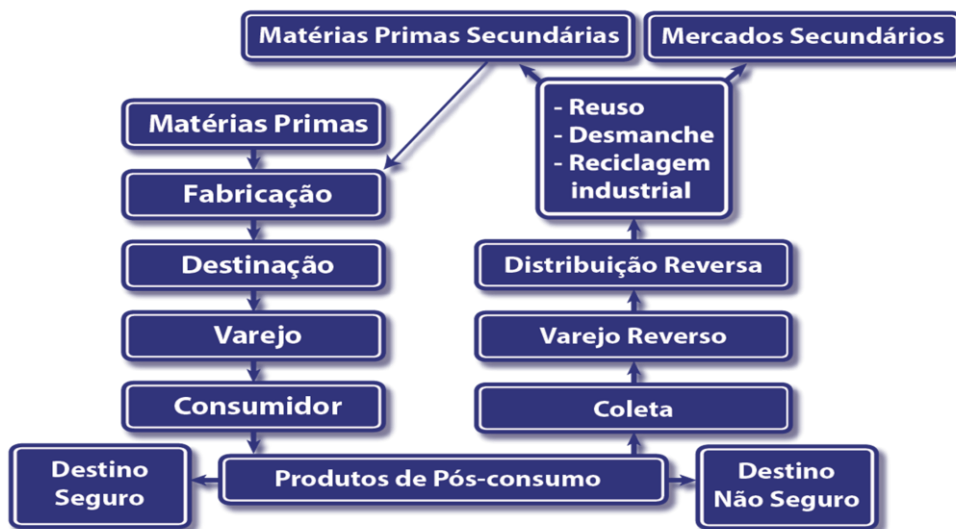 Matérias Primas Secundárias
Mercados Secundários
Matérias Primas
Fabricação
Destinação
Varejo
Consumidor
- Reuso
- Desmanche
- Reciclagem
industrial
Distribuição Reversa
Varejo Reverso
Coleta
Destino
Seguro
Produtos de Pós-consumo
Destino
Não Seguro